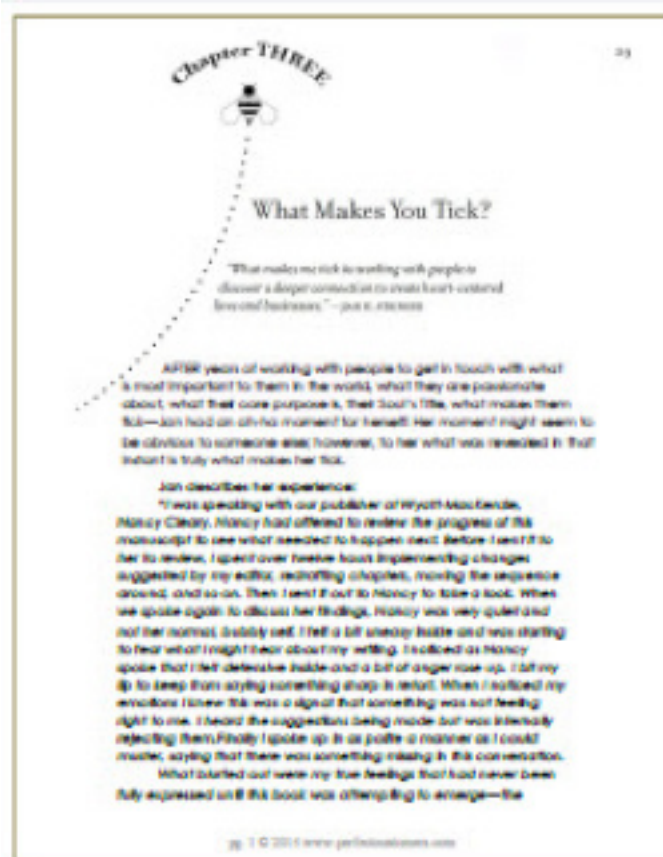 Chapter THREE
What Makes You Tick?
"What makes me tick is working with people to
discover a deeper connection to create heart-centered
lives and businesses." –
AFTER years of working with people to get in touch with what
is most important to them in the world, what they are passionate
about, what their core purpose is, their Soul's Title, what makes them
tick—Jan had an ah-ha moment for herself! Her moment might seem to
be obvious to someone else; however, to her what was revealed in that
instant is truly what makes her tick.
Jan describes her experience:
"I was speaking with our publisher at Wyatt-MacKenzie,
Nancy Cleary. Nancy had offered to review the progress of this
manuscript to see what needed to happen next. Before I sent it to
her to review, I spent over twelve hours implementing changes
suggested by my editor, redrafting chapters, moving the sequence
around, and so on. Then I sent it out to Nancy to take a look. When
we spoke again to discuss her findings, Nancy was very quiet and
not her normal, bubbly self. I felt a bit uneasy inside and was starting
to fear what I might hear about my writing. I noticed as Nancy
spoke that I felt defensive inside and a bit of anger rose up. I bit my
lip to keep from saying something sharp in retort. When I noticed my
emotions I knew this was a signal that something was not feeling
right to me. I heard the suggestions being made but was internally
rejecting them. Finally I spoke up in as polite a manner as I could
muster, saying that there was something missing in this conversation.
What blurted out were my true feelings that had never been
fully expressed until this book was attempting to emerge—the